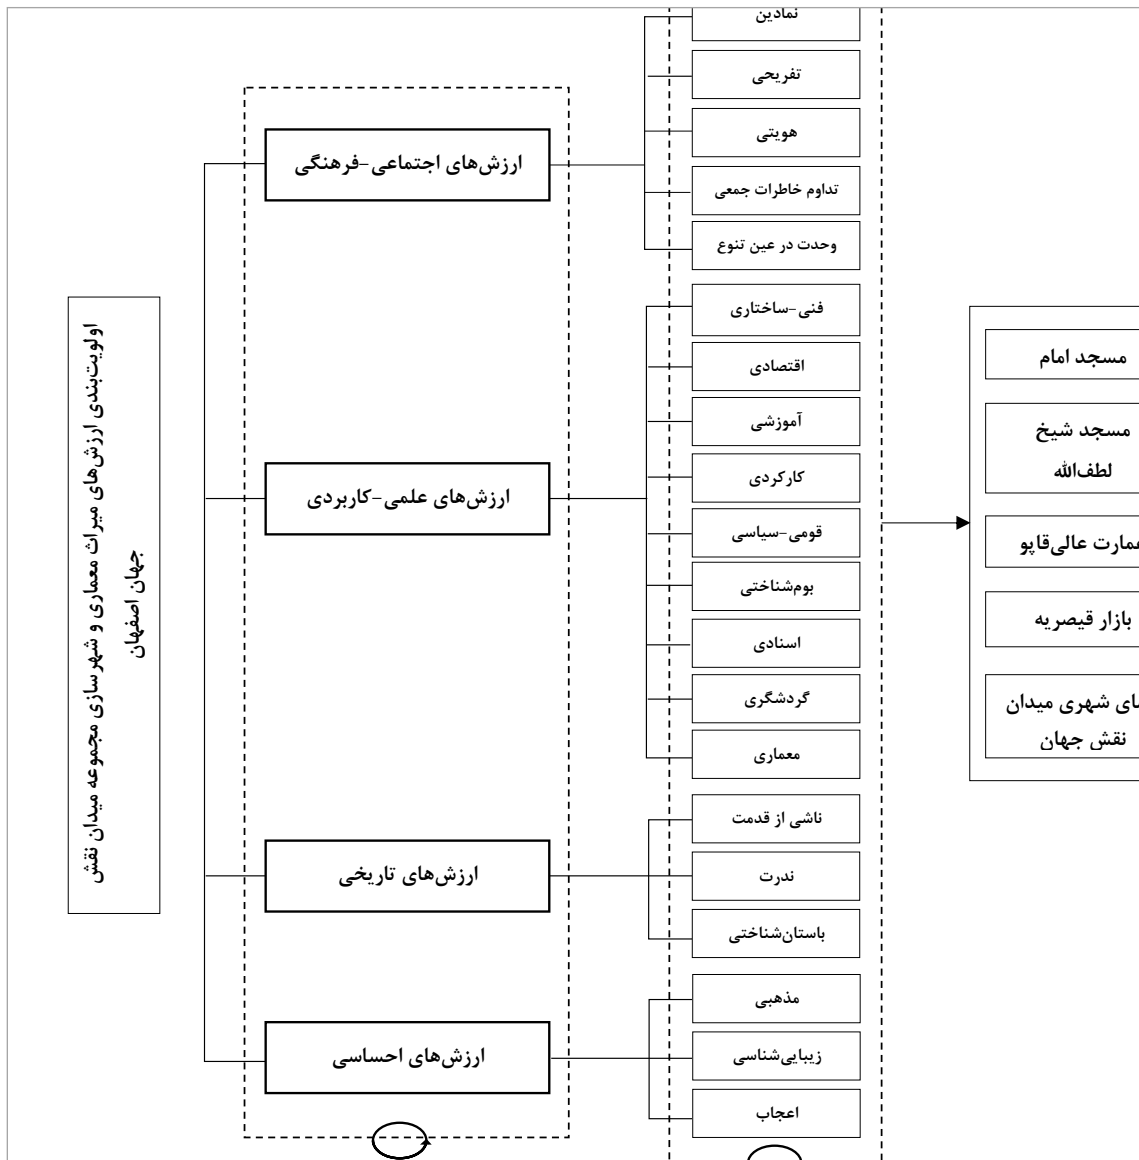 اولویت‌بندی ارزش‌های میراث معماری و شهرسازی مجموعه میدان نقش
جهان اصفهان
ارزش‌های اجتماعی-فرهنگی
ارزش‌های علمی-کاربردی
ارزش‌های تاریخی
ارزش‌های احساسی
نمادین
تفریحی
هویتی
تداوم خاطرات جمعی
وحدت در عین تنوع
فنی-ساختاری
اقتصادی
آموزشی
کارکردی
قومی-سیاسی
بوم‌شناختی
اسنادی
گردشگری
معماری
ناشی از قدمت
ندرت
باستان‌شناختی
مذهبی
زیبایی‌شناسی
اعجاب
مسجد امام
مسجد شیخ
لطف‌الله
عمارت عالی‌قاپو
بازار قیصریه
شهری میدان
نقش جهان